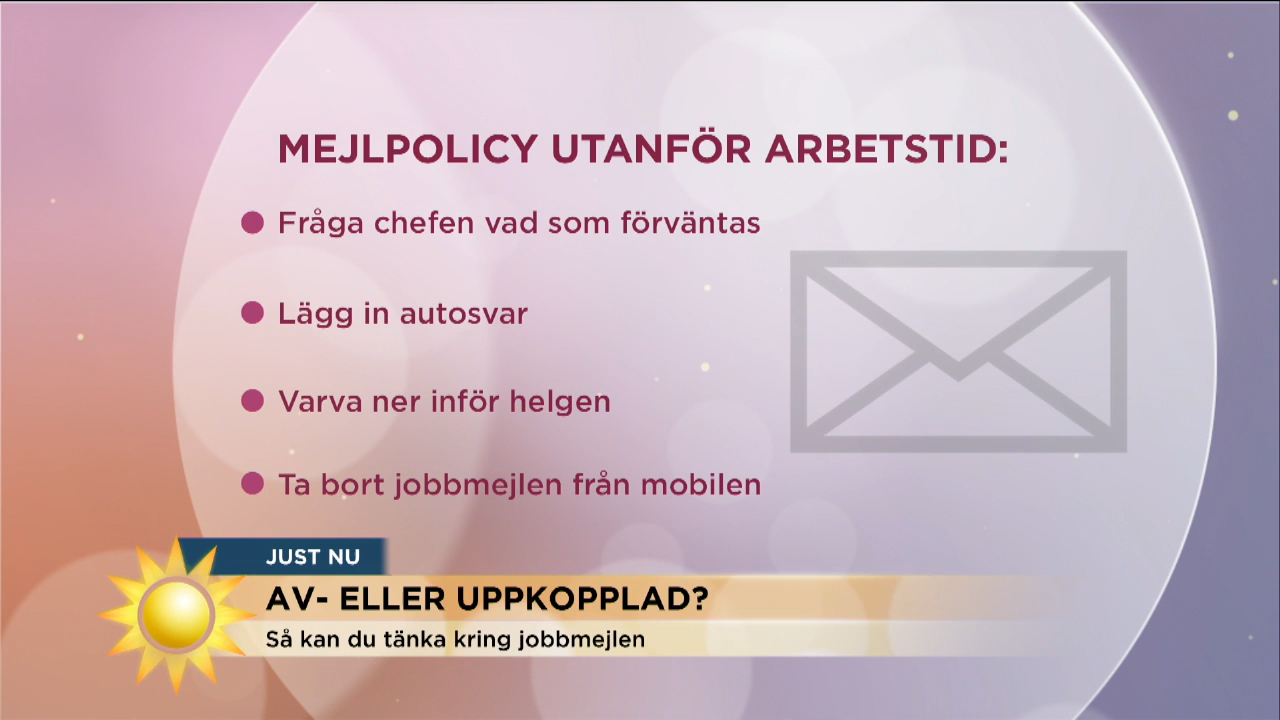 MEJLPOLICY UTANFÖR ARBETSTID:
Fråga chefen vad som förväntas
Lägg in autosvar
Varva ner inför helgen
Ta bort jobbmejlen från mobilen
JUST NU
AV- ELLER UPPKOPPLAD?
Så kan du tänka kring jobbmejlen